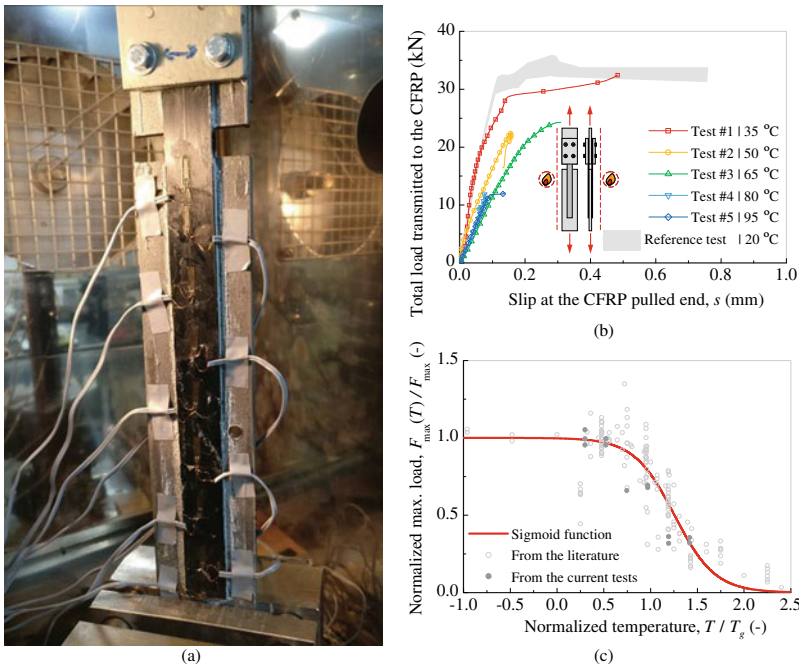 (a)
40
35
30
25
20
15
10
5
0
Total load transmitted to the CFRP (kN)
Test #1 | 35 °C
Test #2 | 50 °C
Test #3 | 65 °C
Test #4 | 80 °C
Test #5 | 95 °C
Reference test | 20 °C
0.0 0.2 0.4 0.6 0.8 1.0
Slip at the CFRP pulled end, s (mm)
(b)
1.5
1.0
0.5
0.0
Normalized max. load, Fmax(T) / Fmax (-)
Sigmoid function
From the literature
From the current tests
-1.0 -0.5 0.0 0.5 1.0 1.5 2.0 2.5
Normalized temperature, T / Tg (-)
(c)